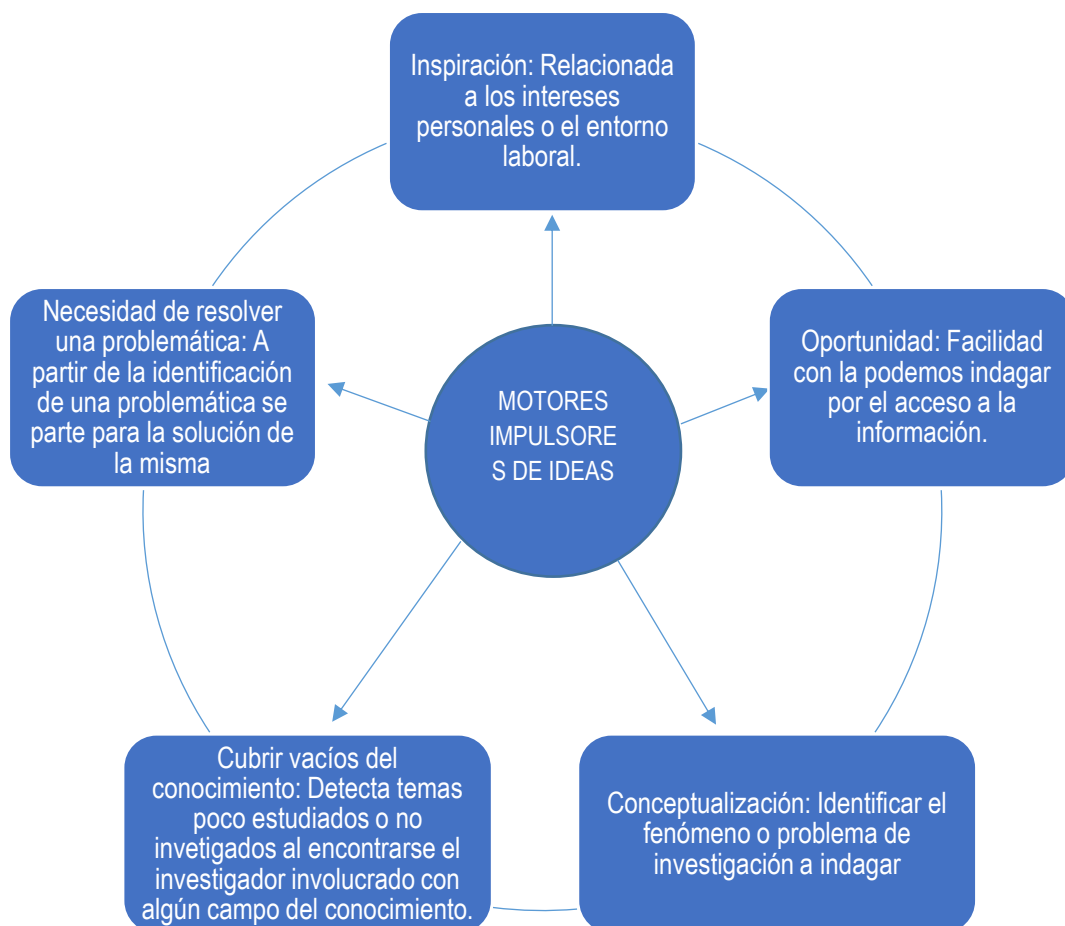 Inspiración: Relacionada
a los intereses
personales o el entorno
laboral.
Necesidad de resolver
una problemática: A
partir de la identificación
de una problemática se
parte para la solución de
la misma
MOTORES
IMPULSORE
S DE IDEAS
Oportunidad: Facilidad
con la podemos indagar
por el acceso a la
información.
Cubrir vacíos del
conocimiento: Detecta temas
poco estudiados o no
invetigados al encontrarse el
investigador involucrado con
algún campo del conocimiento.
Conceptualización: Identificar el
fenómeno o problema de
investigación a indagar